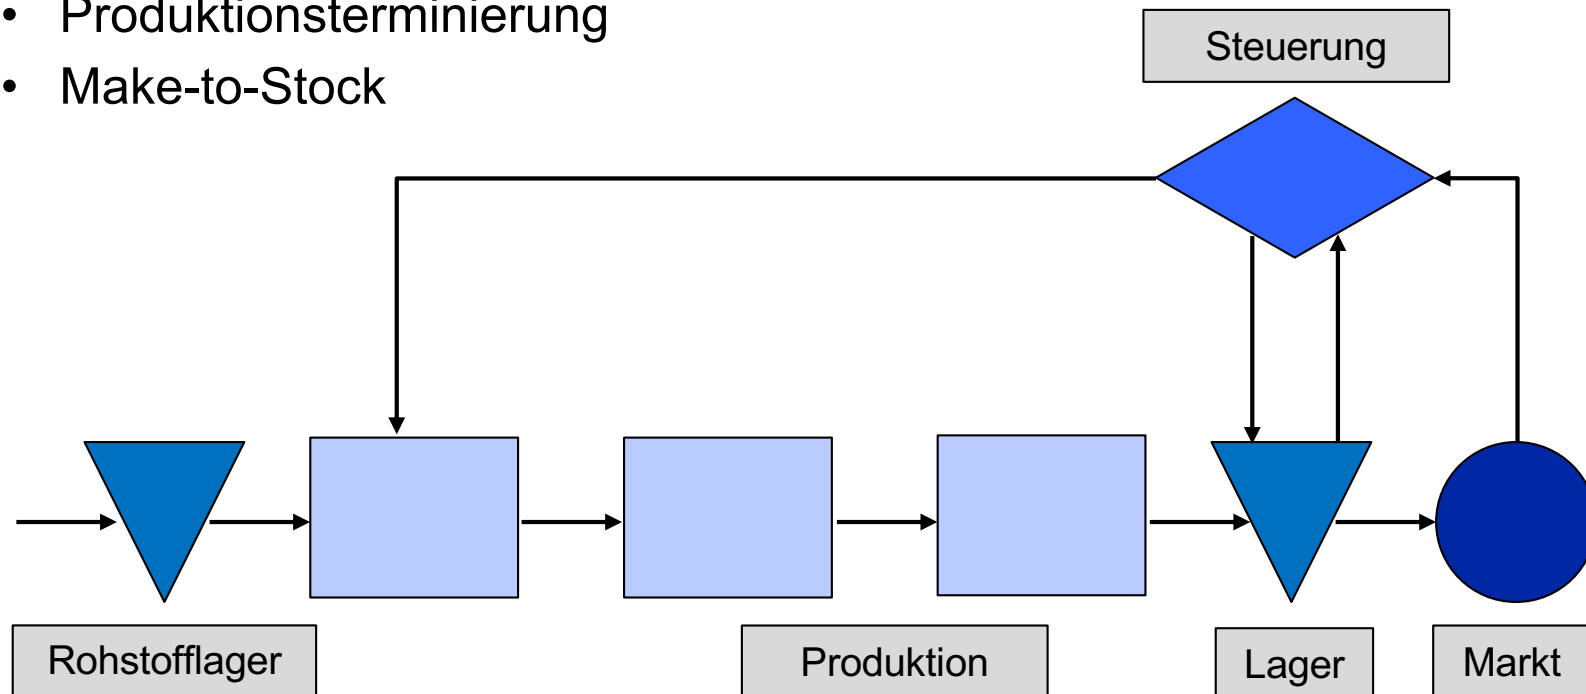 • Produktionsterminierung
• Make-to-Stock
Steuerung
Rohstofflager
Produktion
Lager
Markt